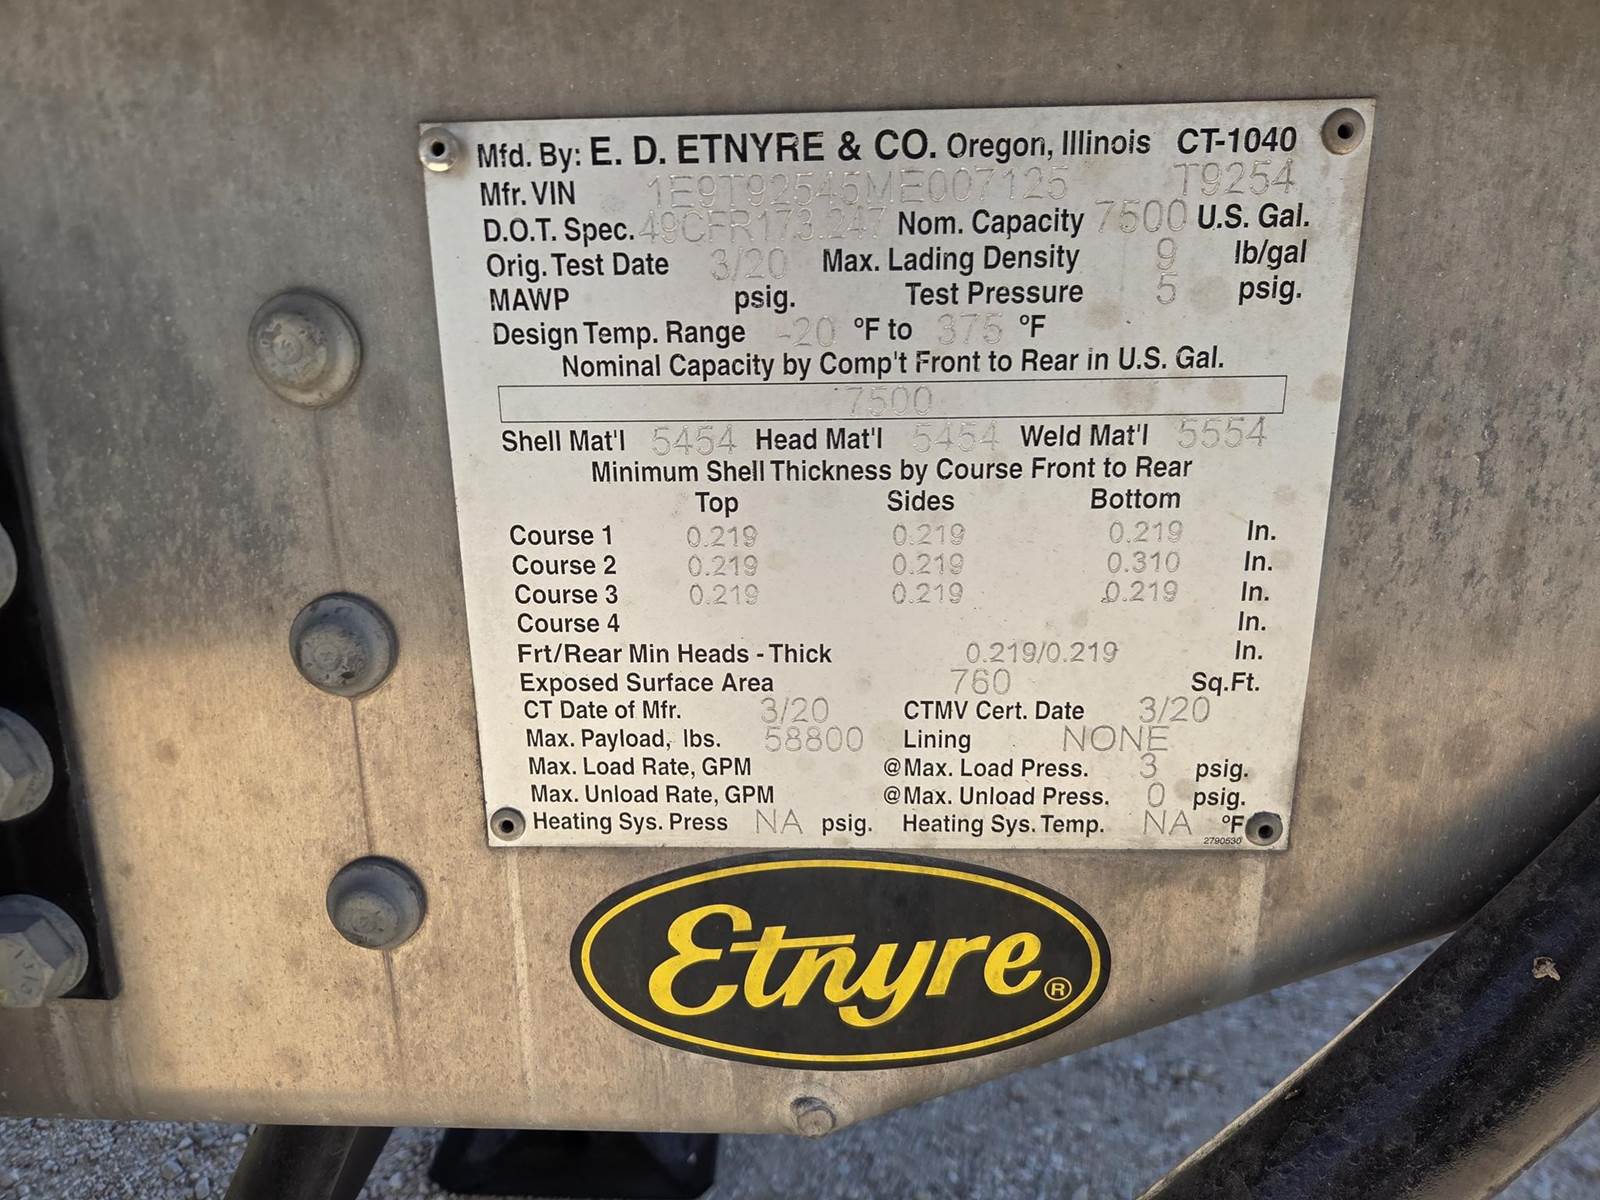 Mfd. By: E. D. ETNYRE & CO. Oregon, Illinois CT-1040
Mfr. VIN 1E9T92545ME007125 T9254
D.O.T. Spec. 49CFR173.247 Nom. Capacity 7500 U.S. Gal.
Orig. Test Date 3/20 Max. Lading Density 9 lb/gal
MAWP psig. Test Pressure 5 psig.
Design Temp. Range -20 °F to 375 °F
Nominal Capacity by Comp't Front to Rear in U.S. Gal.
7500
Shell Mat'l 5454 Head Mat'l 5454 Weld Mat'l 5554
Minimum Shell Thickness by Course Front to Rear
Top Sides Bottom
Course 1 0.219 0.219 0.219 In.
Course 2 0.219 0.219 0.310 In.
Course 3 0.219 0.219 0.219 In.
Course 4 In.
Frt/Rear Min Heads - Thick 0.219/0.219 In.
Exposed Surface Area 760 Sq.Ft.
CT Date of Mfr. 3/20 CTMV Cert. Date 3/20
Max. Payload, lbs. 58800 Lining NONE
Max. Load Rate, GPM @Max. Load Press. 3 psig.
Max. Unload Rate, GPM @Max. Unload Press. 0 psig.
Heating Sys. Press NA psig. Heating Sys. Temp. NA °F
2790530
Etnyre ®